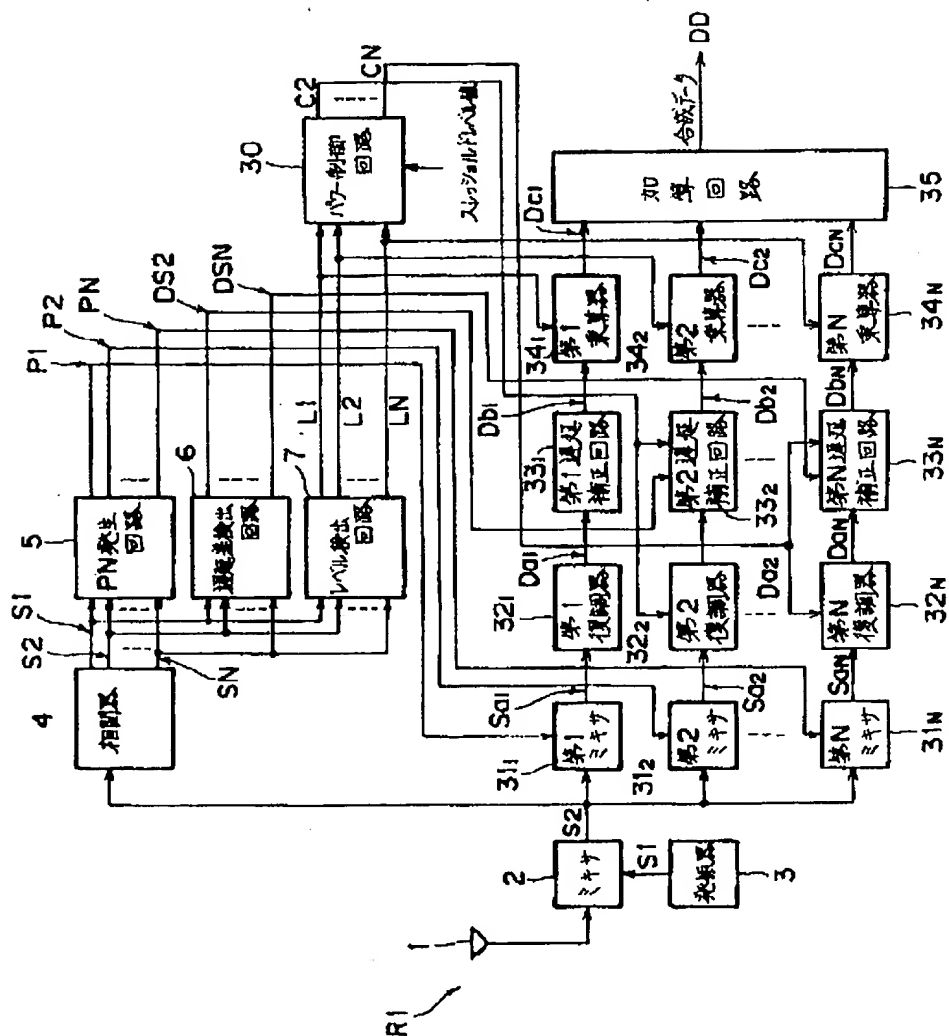 R1
1
2
ミキサ
3
発振器
S1
S2
4
相関器
S1
S2
SN
5
PN発生
回路
6
遅延差検出
回路
7
レベル検出
回路
P1
P2
PN
DS2
DSN
L1
L2
LN
30
パワー制御
回路
C2
CN
スレッショルドレベル値
31₁
第1
ミキサ
Sa1
32₁
第1
復調器
Da1
33₁
第1遅延
補正回路
Db1
34₁
第1
乗算器
Dc1
31₂
第2
ミキサ
Sa2
32₂
第2
復調器
Da2
第2遅延
補正回路
33₂
Db2
34₂
第2
乗算器
Dc2
第N
ミキサ
31N
SaN
第N
復調器
32N
DaN
第N遅延
補正回路
33N
DbN
第N
乗算器
34N
DcN
加算
回路
35
合成データ
DD